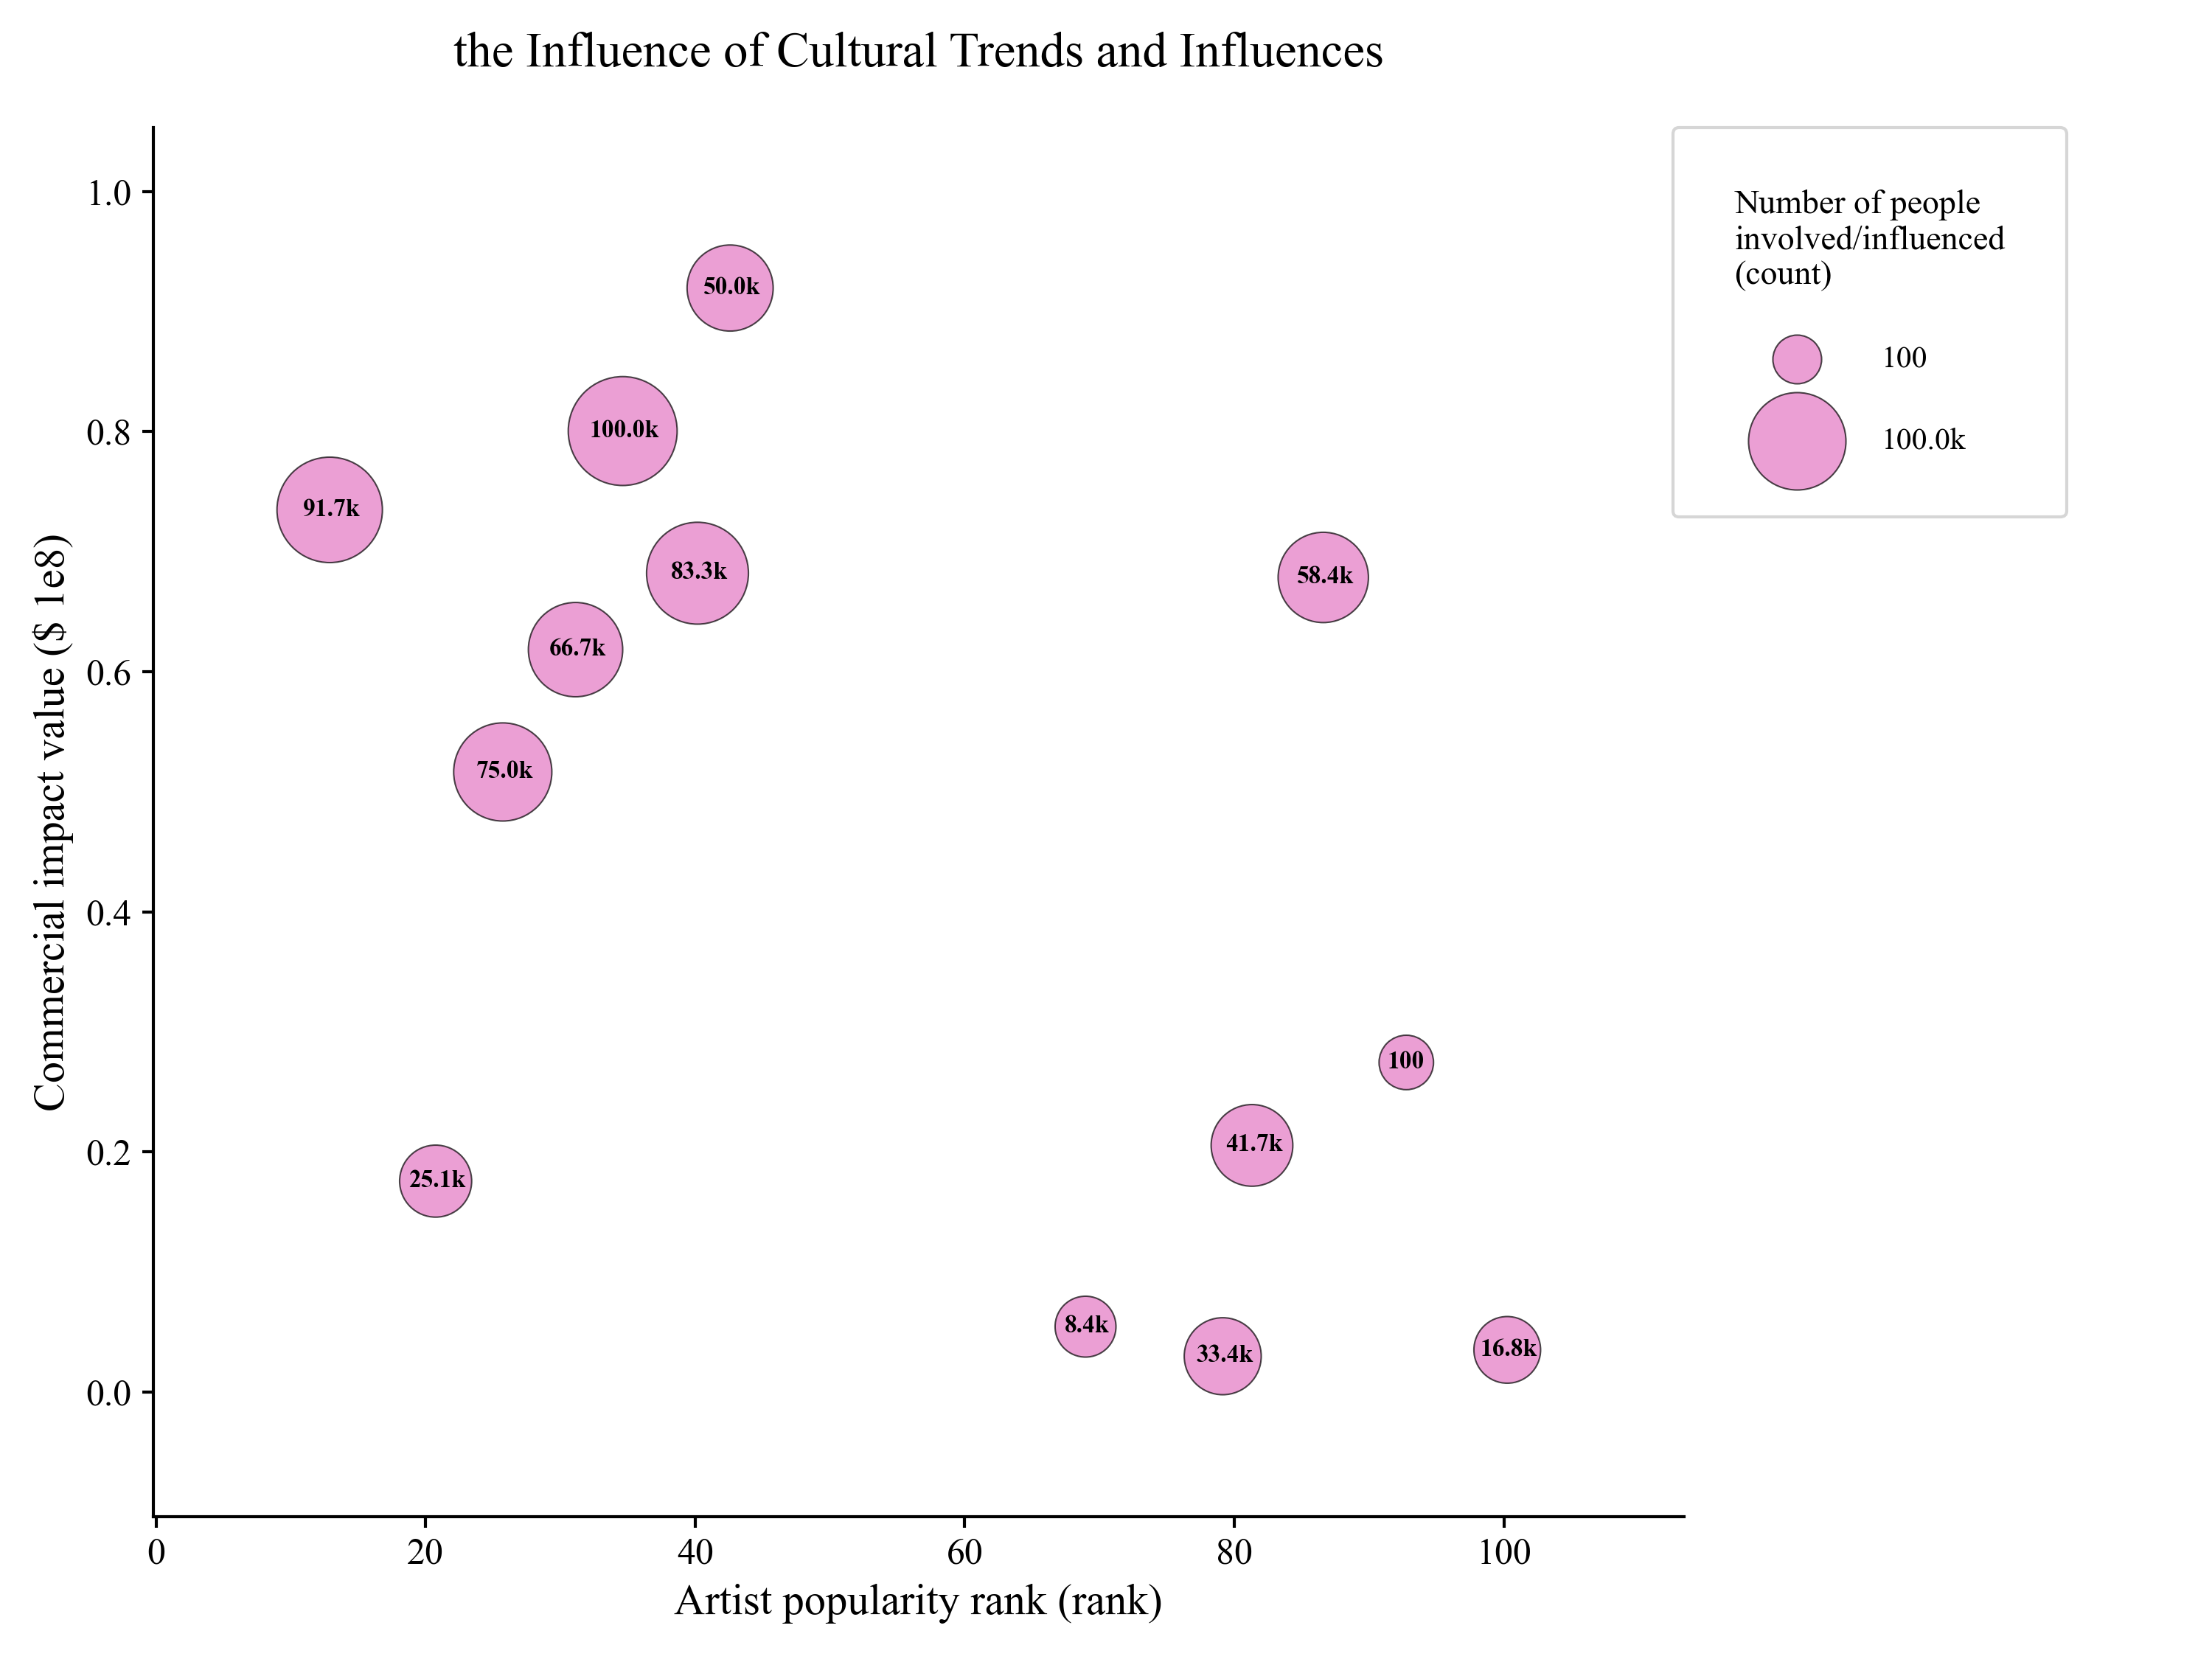 the Influence of Cultural Trends and Influences
Commercial impact value ($ 1e8)
1.0
0.8
0.6
0.4
0.2
0.0
50.0k
100.0k
91.7k
83.3k
58.4k
66.7k
75.0k
100
41.7k
25.1k
8.4k
33.4k
16.8k
0
20
40
60
80
100
Artist popularity rank (rank)
Number of people
involved/influenced
(count)
100
100.0k